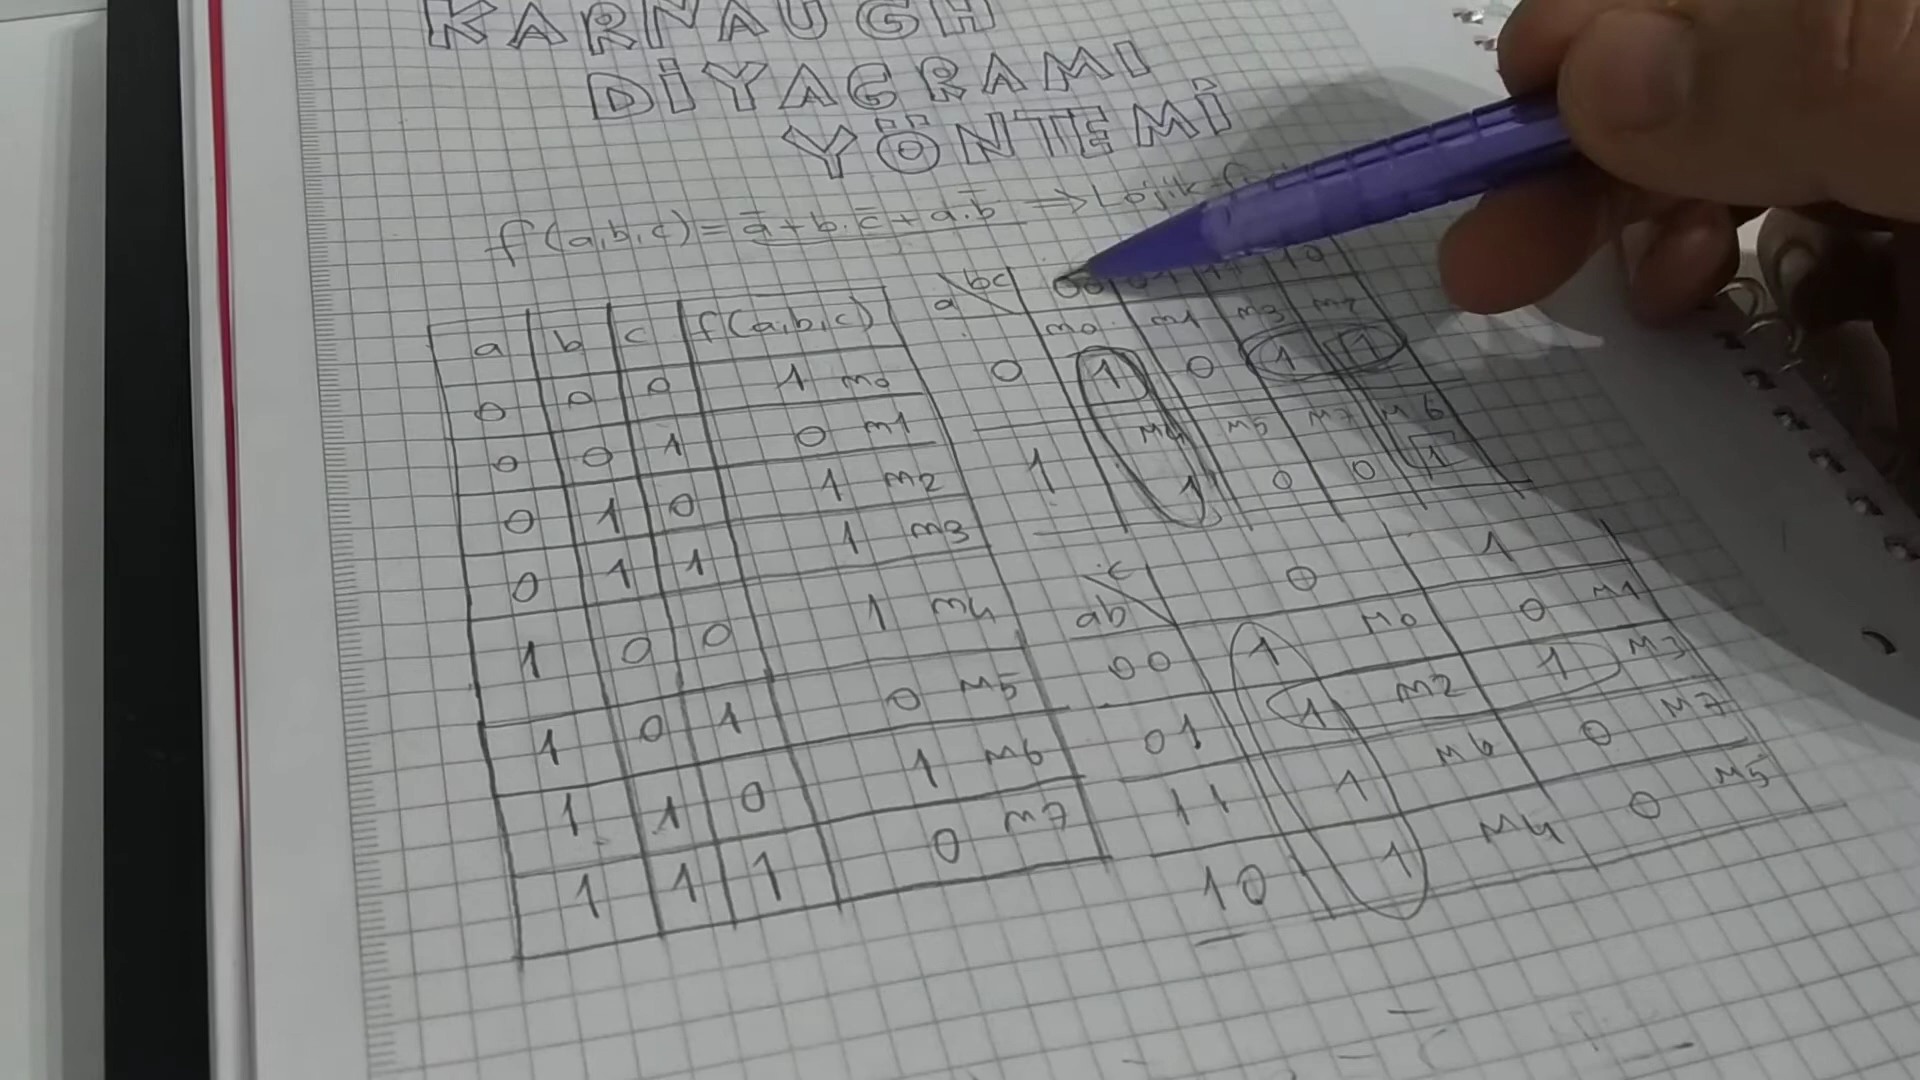 KARNAUGH
DİYAGRAMI
YÖNTEMİ
f(a,b,c) = a̅ + b.c̅ + a.b̅ => Lojik
a b c f(a,b,c)
0 0 0 1 m0
0 0 1 0 m1
0 1 0 1 m2
0 1 1 1 m3
1 0 0 1 m4
1 0 1 0 m5
1 1 0 1 m6
1 1 1 0 m7
a bc 00 01 11 10
m0 m1 m3 m2
0 1 0 1 1
m4 m5 m7 m6
1 1 0 0 1
ab c 0 1
00 1 m0 0 m1
01 1 m2 1 m3
11 1 m6 0 m7
10 1 m4 0 m5